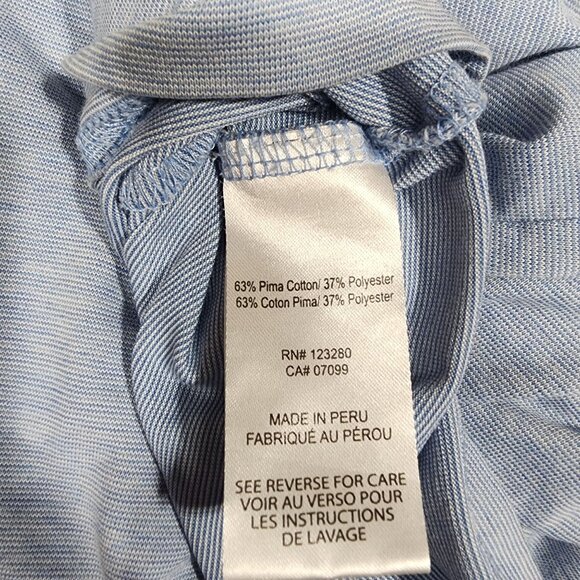 63% Pima Cotton/ 37% Polyester
63% Coton Pima/ 37% Polyester
RN# 123280
CA# 07099
MADE IN PERU
FABRIQUÉ AU PÉROU
SEE REVERSE FOR CARE
VOIR AU VERSO POUR
LES INSTRUCTIONS
DE LAVAGE